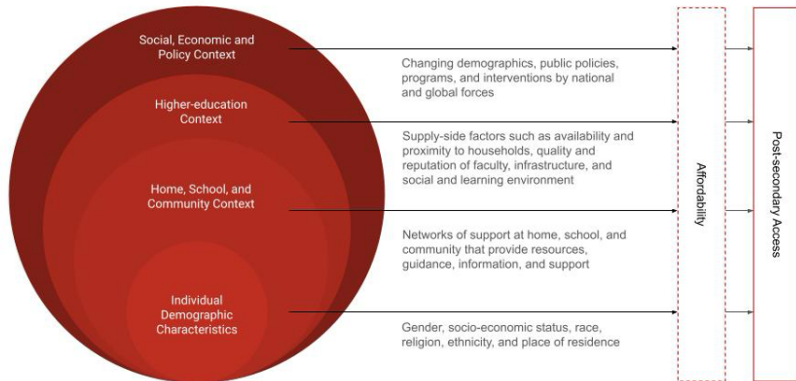 Social, Economic and
Policy Context
Changing demographics, public policies,
programs, and interventions by national
and global forces
Higher-education
Context
Supply-side factors such as availability and
proximity to households, quality and
reputation of faculty, infrastructure, and
social and learning environment
Home, School, and
Community Context
Networks of support at home, school, and
community that provide resources,
guidance, information, and support
Individual
Demographic
Characteristics
Gender, socio-economic status, race,
religion, ethnicity, and place of residence
Affordability
Post-secondary Access